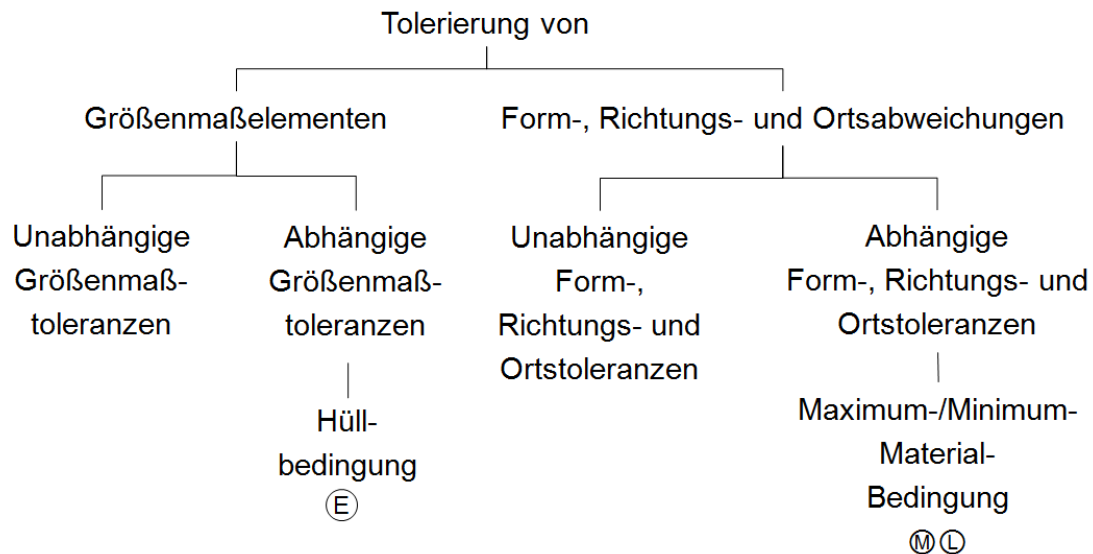 Tolerierung von
Größenmaßelementen
Form-, Richtungs- und Ortsabweichungen
Unabhängige
Größenmaß-
toleranzen
Abhängige
Größenmaß-
toleranzen
Hüll-
bedingung
Ⓔ
Unabhängige
Form-,
Richtungs- und
Ortstoleranzen
Abhängige
Form-, Richtungs- und
Ortstoleranzen
Maximum-/Minimum-
Material-
Bedingung
Ⓜ Ⓛ